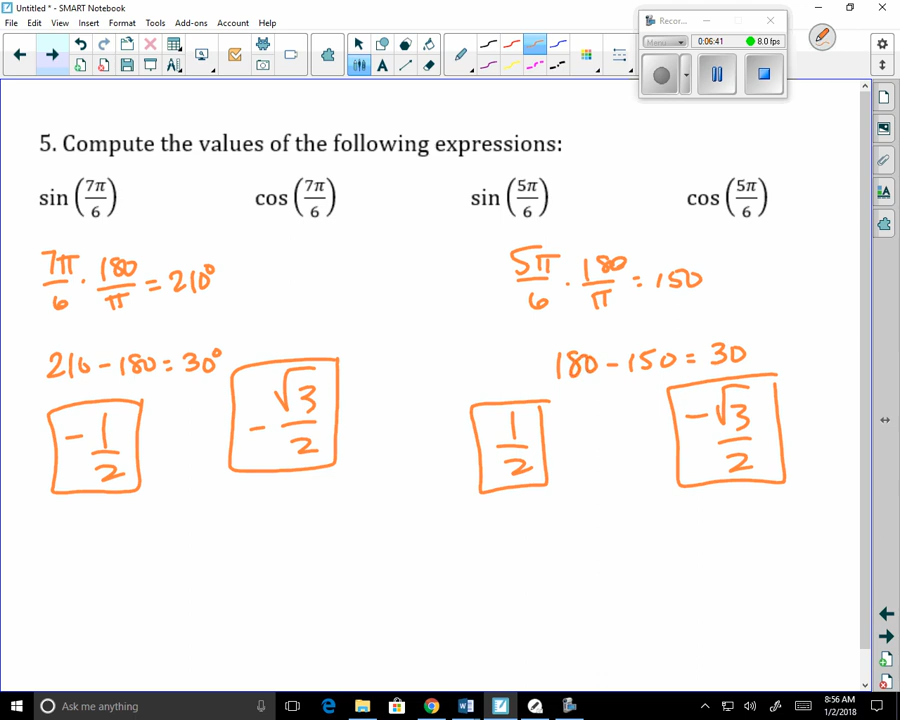 Untitled * - SMART Notebook
File Edit View Insert Format Tools Add-ons Account Help
Recor...
Menu
00:06:41
8.0 fps
5. Compute the values of the following expressions:
sin (7π/6) cos (7π/6) sin (5π/6) cos (5π/6)
7π/6 · 180/π = 210° 5π/6 · 180/π = 150
210 - 180 = 30° 180 - 150 = 30
-1/2 -√3/2 1/2 -√3/2
Ask me anything
8:56 AM
1/2/2018